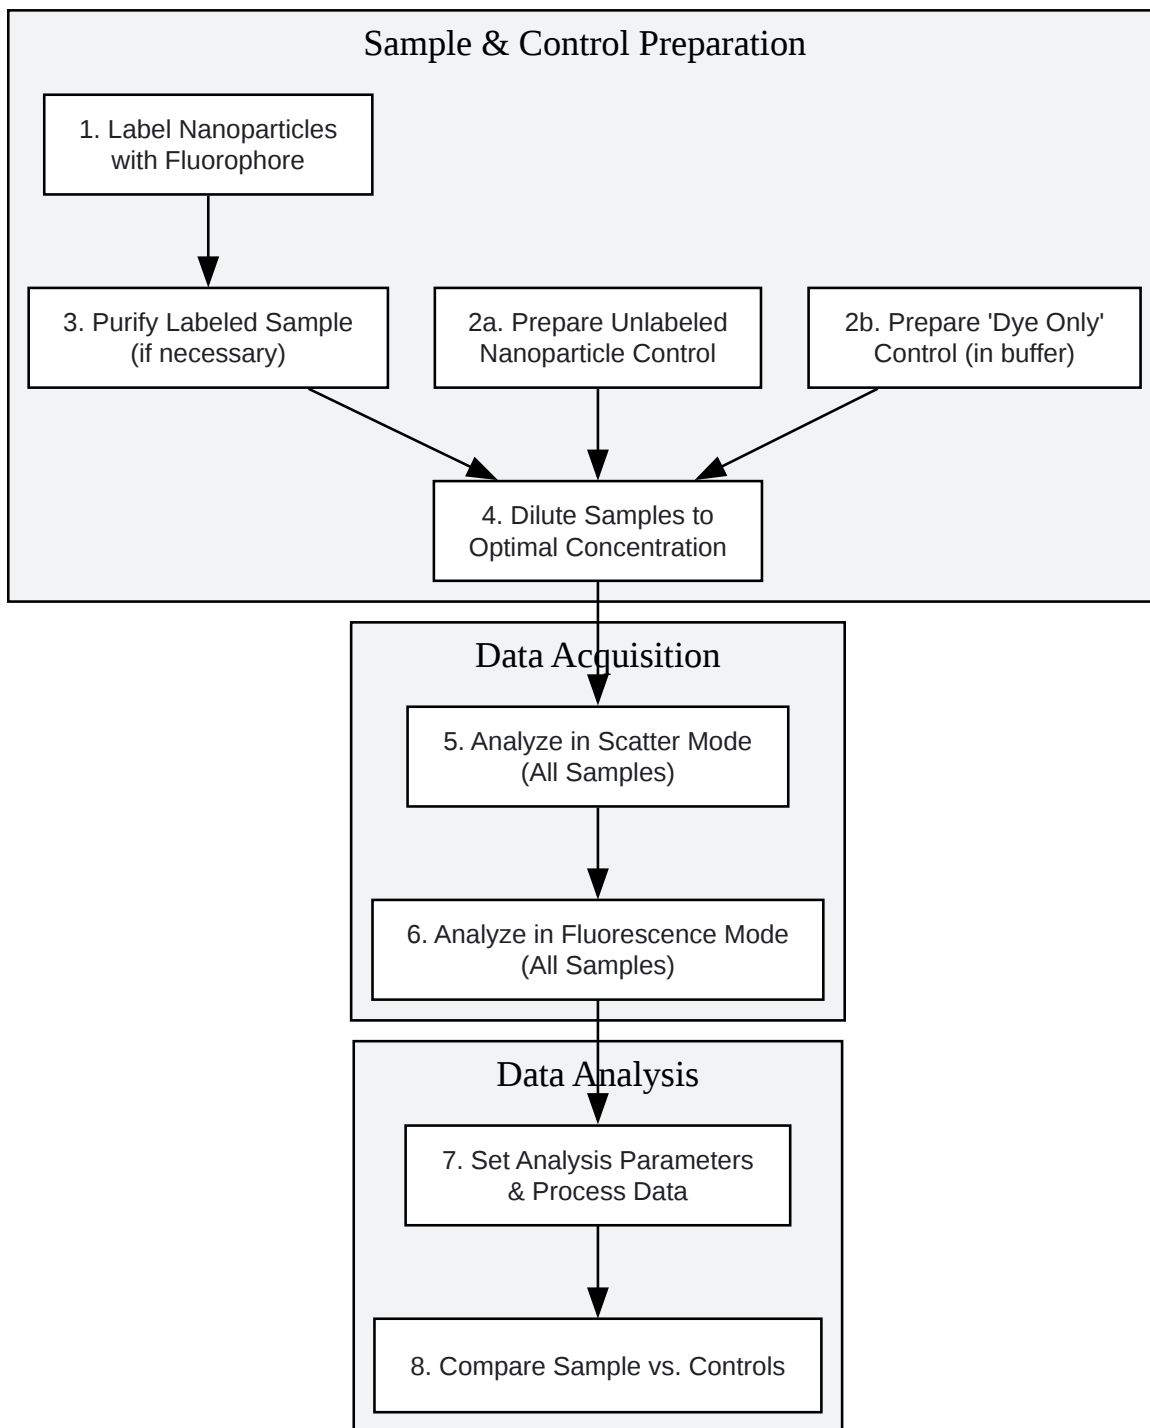 Sample & Control Preparation
1. Label Nanoparticles
with Fluorophore
3. Purify Labeled Sample
(if necessary)
2a. Prepare Unlabeled
Nanoparticle Control
2b. Prepare 'Dye Only'
Control (in buffer)
4. Dilute Samples to
Optimal Concentration
Data Acquisition
5. Analyze in Scatter Mode
(All Samples)
6. Analyze in Fluorescence Mode
(All Samples)
Data Analysis
7. Set Analysis Parameters
& Process Data
8. Compare Sample vs. Controls